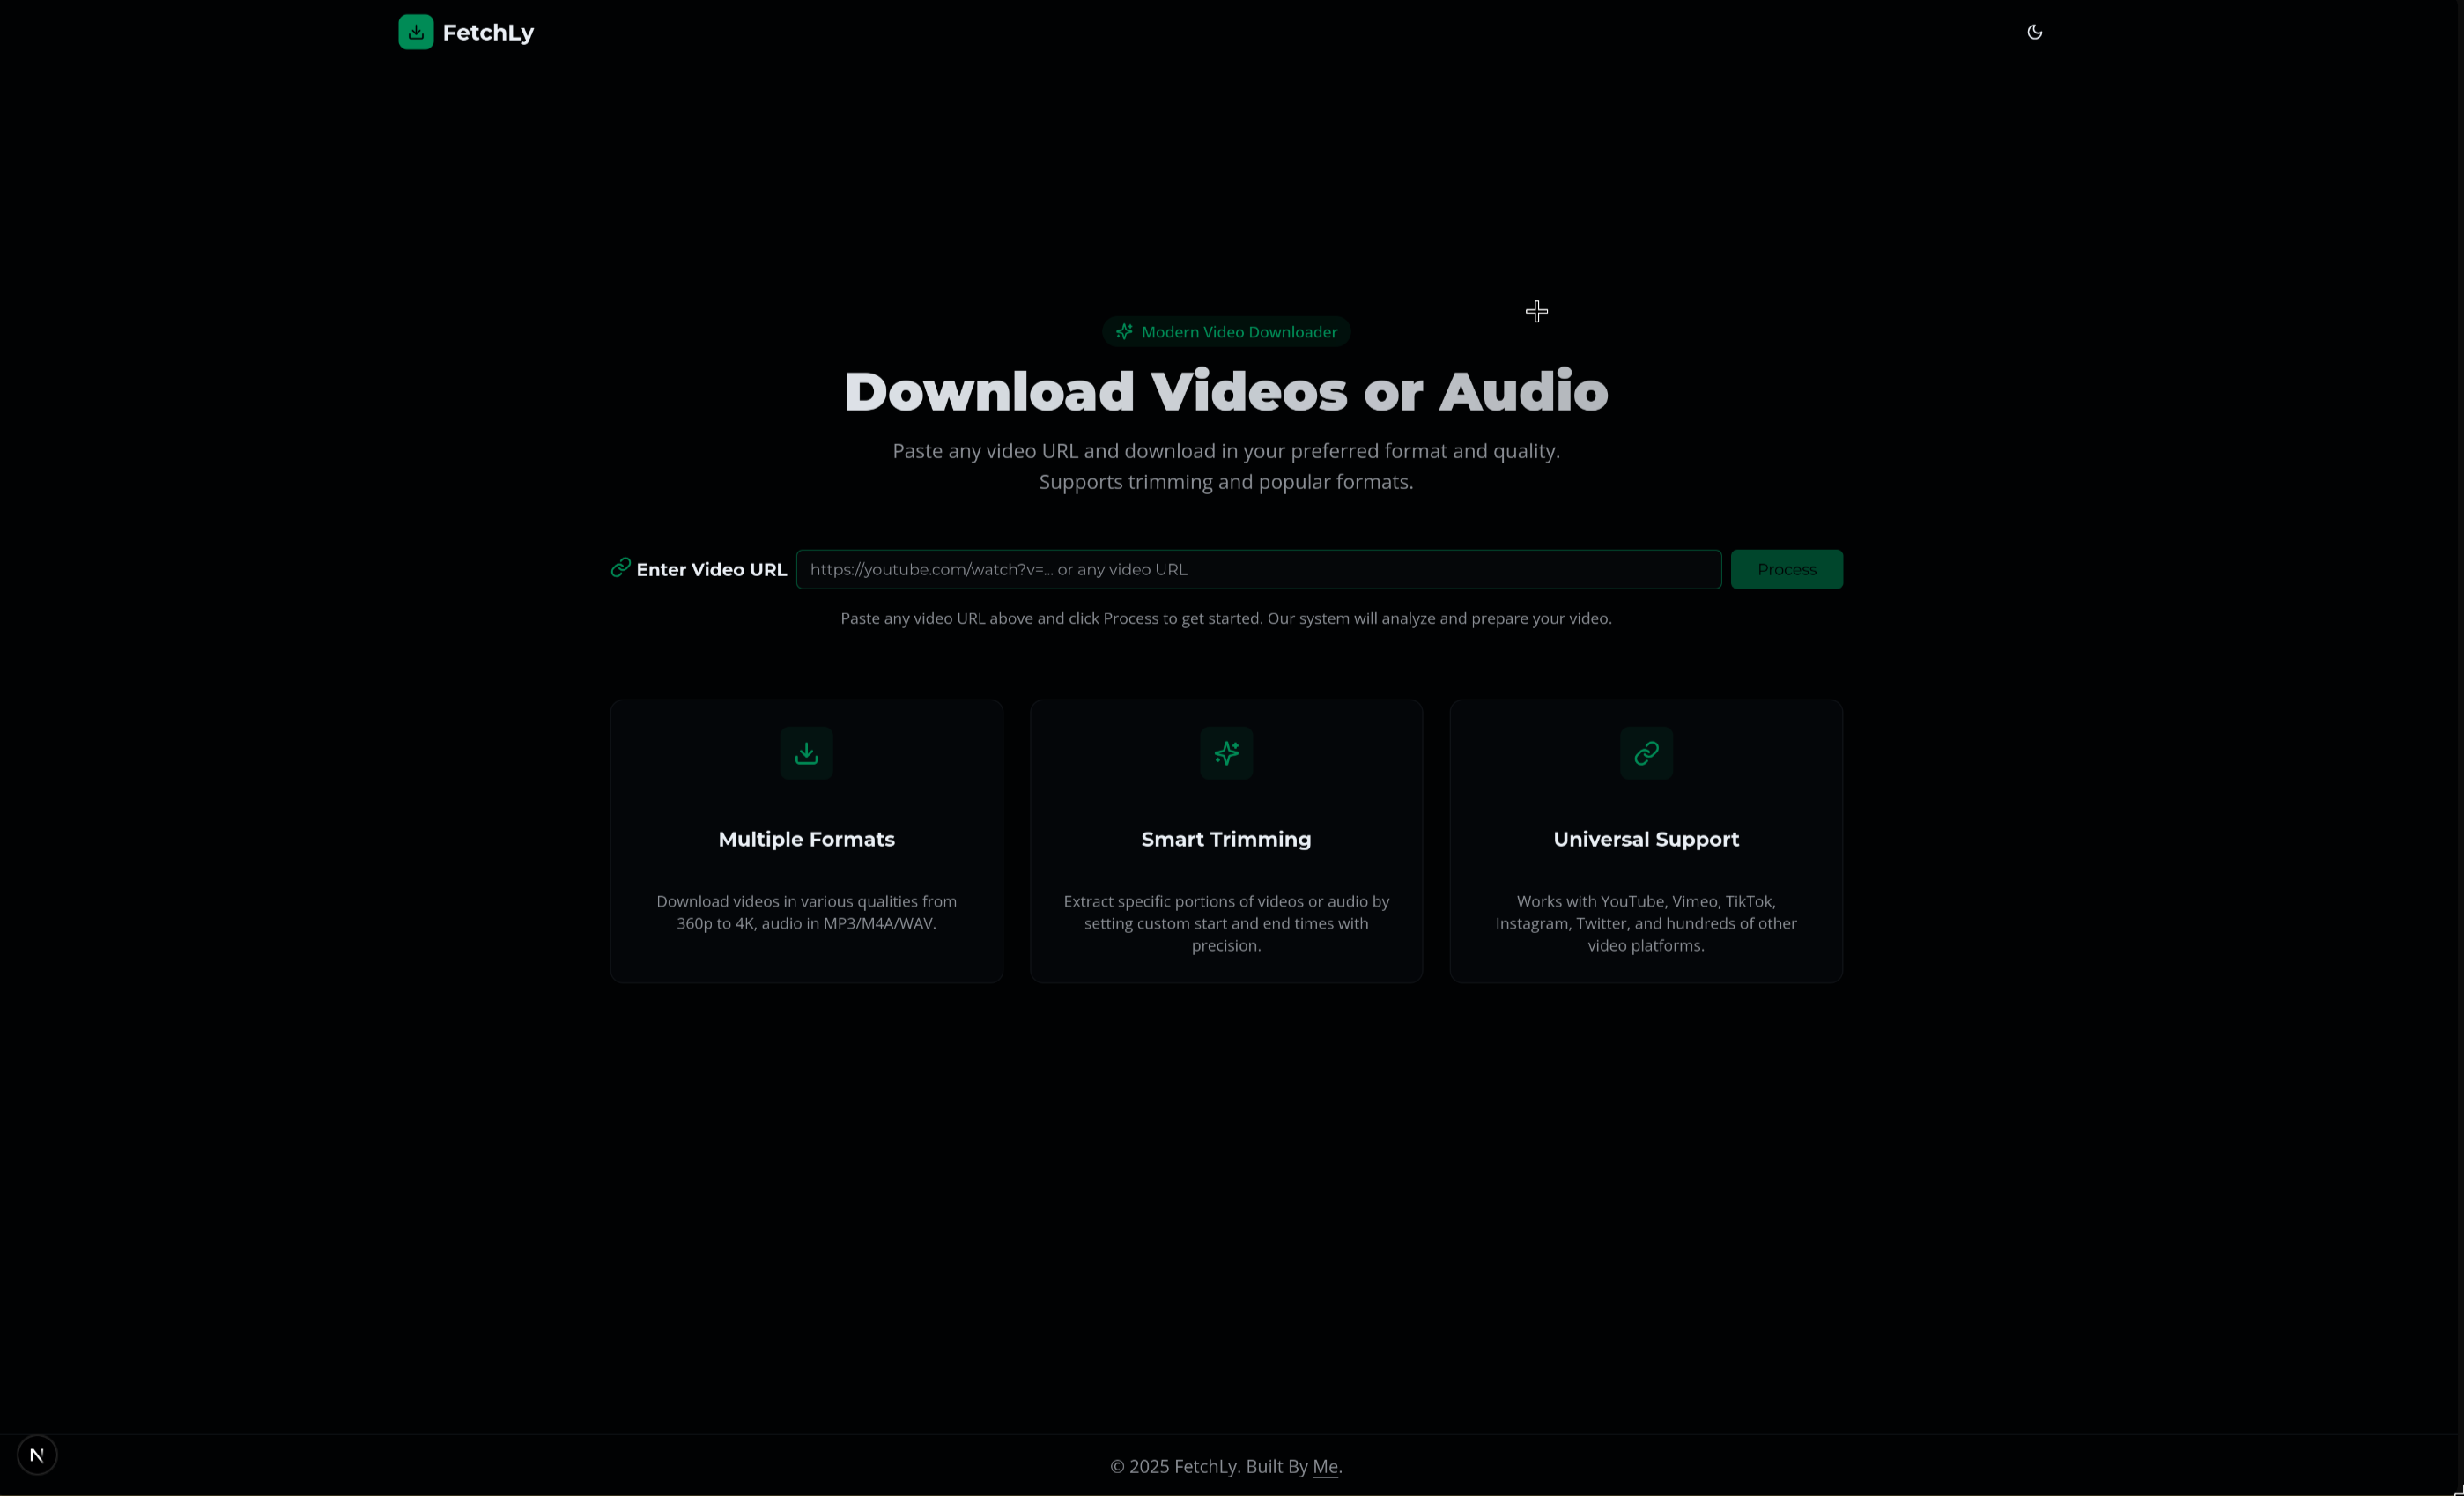 FetchLy
Modern Video Downloader
Download Videos or Audio
Paste any video URL and download in your preferred format and quality.
Supports trimming and popular formats.
Enter Video URL
https://youtube.com/watch?v=... or any video URL
Process
Paste any video URL above and click Process to get started. Our system will analyze and prepare your video.
Multiple Formats
Download videos in various qualities from
360p to 4K, audio in MP3/M4A/WAV.
Smart Trimming
Extract specific portions of videos or audio by
setting custom start and end times with
precision.
Universal Support
Works with YouTube, Vimeo, TikTok,
Instagram, Twitter, and hundreds of other
video platforms.
N
© 2025 FetchLy. Built By Me.